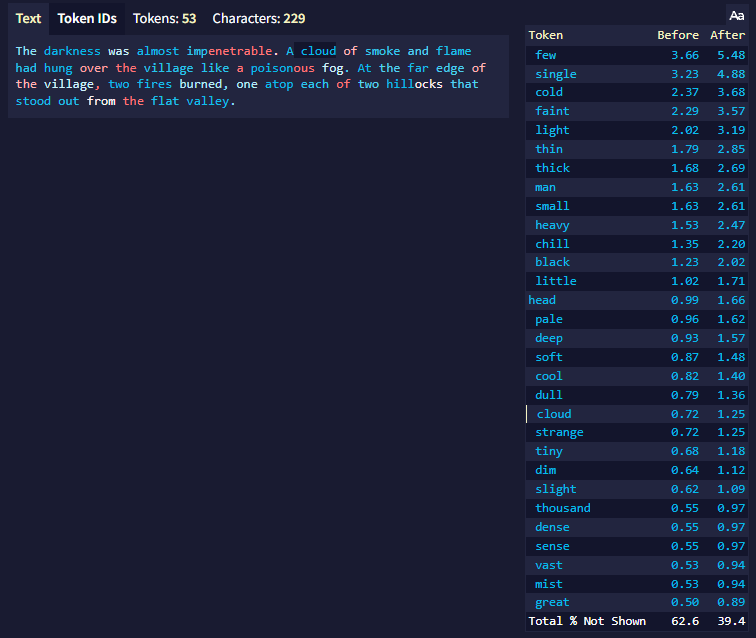 Text Token IDs Tokens: 53 Characters: 229
Aa
The darkness was almost impenetrable. A cloud of smoke and flame
had hung over the village like a poisonous fog. At the far edge of
the village, two fires burned, one atop each of two hillocks that
stood out from the flat valley.
Token Before After
few 3.66 5.48
single 3.23 4.88
cold 2.37 3.68
faint 2.29 3.57
light 2.02 3.19
thin 1.79 2.85
thick 1.68 2.69
man 1.63 2.61
small 1.63 2.61
heavy 1.53 2.47
chill 1.35 2.20
black 1.23 2.02
little 1.02 1.71
head 0.99 1.66
pale 0.96 1.62
deep 0.93 1.57
soft 0.87 1.48
cool 0.82 1.40
dull 0.79 1.36
cloud 0.72 1.25
strange 0.72 1.25
tiny 0.68 1.18
dim 0.64 1.12
slight 0.62 1.09
thousand 0.55 0.97
dense 0.55 0.97
sense 0.55 0.97
vast 0.53 0.94
mist 0.53 0.94
great 0.50 0.89
Total % Not Shown 62.6 39.4